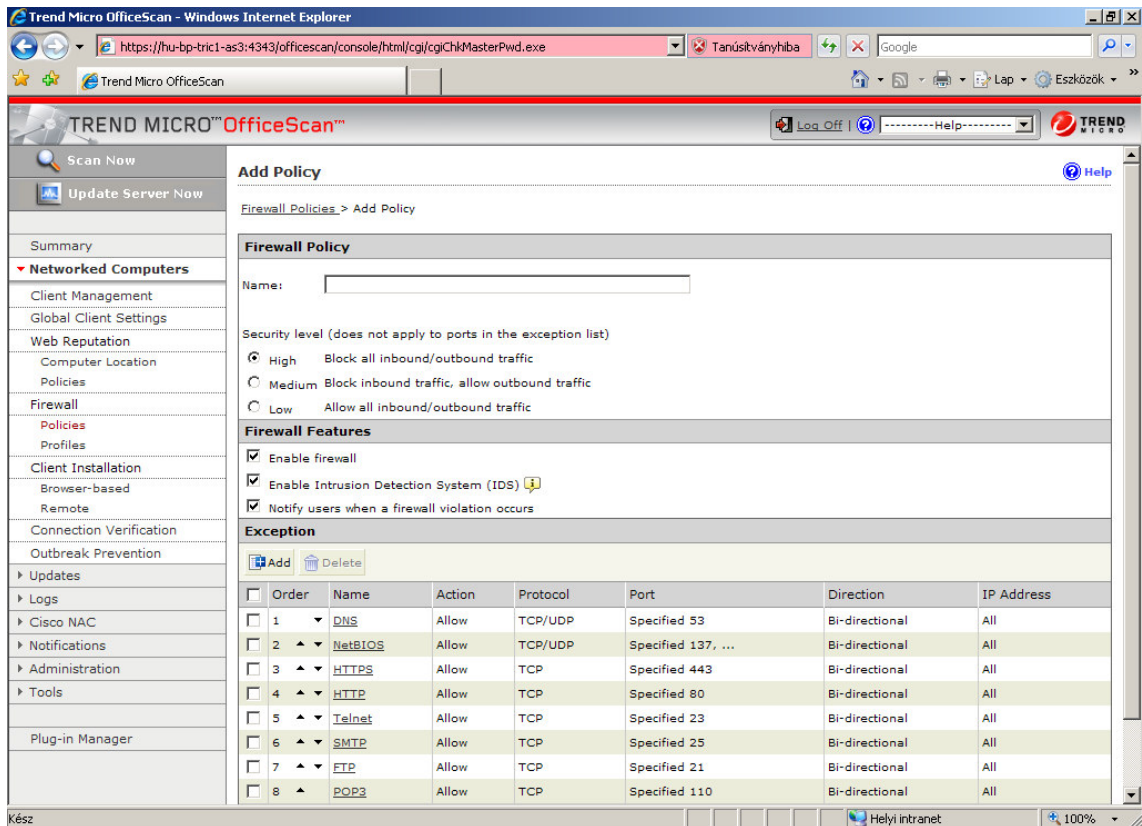 Trend Micro OfficeScan - Windows Internet Explorer
https://hu-bp-tric1-as3:4343/officescan/console/html/cgi/cgiChkMasterPwd.exe
Tanúsítványhiba
Google
Trend Micro OfficeScan
Lap
Eszközök
»
TREND MICRO™ OfficeScan™
Log Off | ---------Help---------
TREND MICRO
Scan Now
Update Server Now
Summary
Networked Computers
Client Management
Global Client Settings
Web Reputation
Computer Location
Policies
Firewall
Policies
Profiles
Client Installation
Browser-based
Remote
Connection Verification
Outbreak Prevention
Updates
Logs
Cisco NAC
Notifications
Administration
Tools
Plug-in Manager
Add Policy
Help
Firewall Policies > Add Policy
Firewall Policy
Name:
Security level (does not apply to ports in the exception list)
High Block all inbound/outbound traffic
Medium Block inbound traffic, allow outbound traffic
Low Allow all inbound/outbound traffic
Firewall Features
Enable firewall
Enable Intrusion Detection System (IDS)
Notify users when a firewall violation occurs
Exception
Add Delete
Order Name Action Protocol Port Direction IP Address
1 DNS Allow TCP/UDP Specified 53 Bi-directional All
2 NetBIOS Allow TCP/UDP Specified 137, ... Bi-directional All
3 HTTPS Allow TCP Specified 443 Bi-directional All
4 HTTP Allow TCP Specified 80 Bi-directional All
5 Telnet Allow TCP Specified 23 Bi-directional All
6 SMTP Allow TCP Specified 25 Bi-directional All
7 FTP Allow TCP Specified 21 Bi-directional All
8 POP3 Allow TCP Specified 110 Bi-directional All
Kész
Helyi intranet
100%